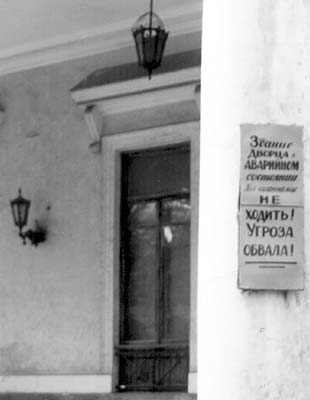 Здание
ДВОРЦА в
АВАРИЙНОМ
состоянии
НЕ
ХОДИТЬ!
УГРОЗА
ОБВАЛА!